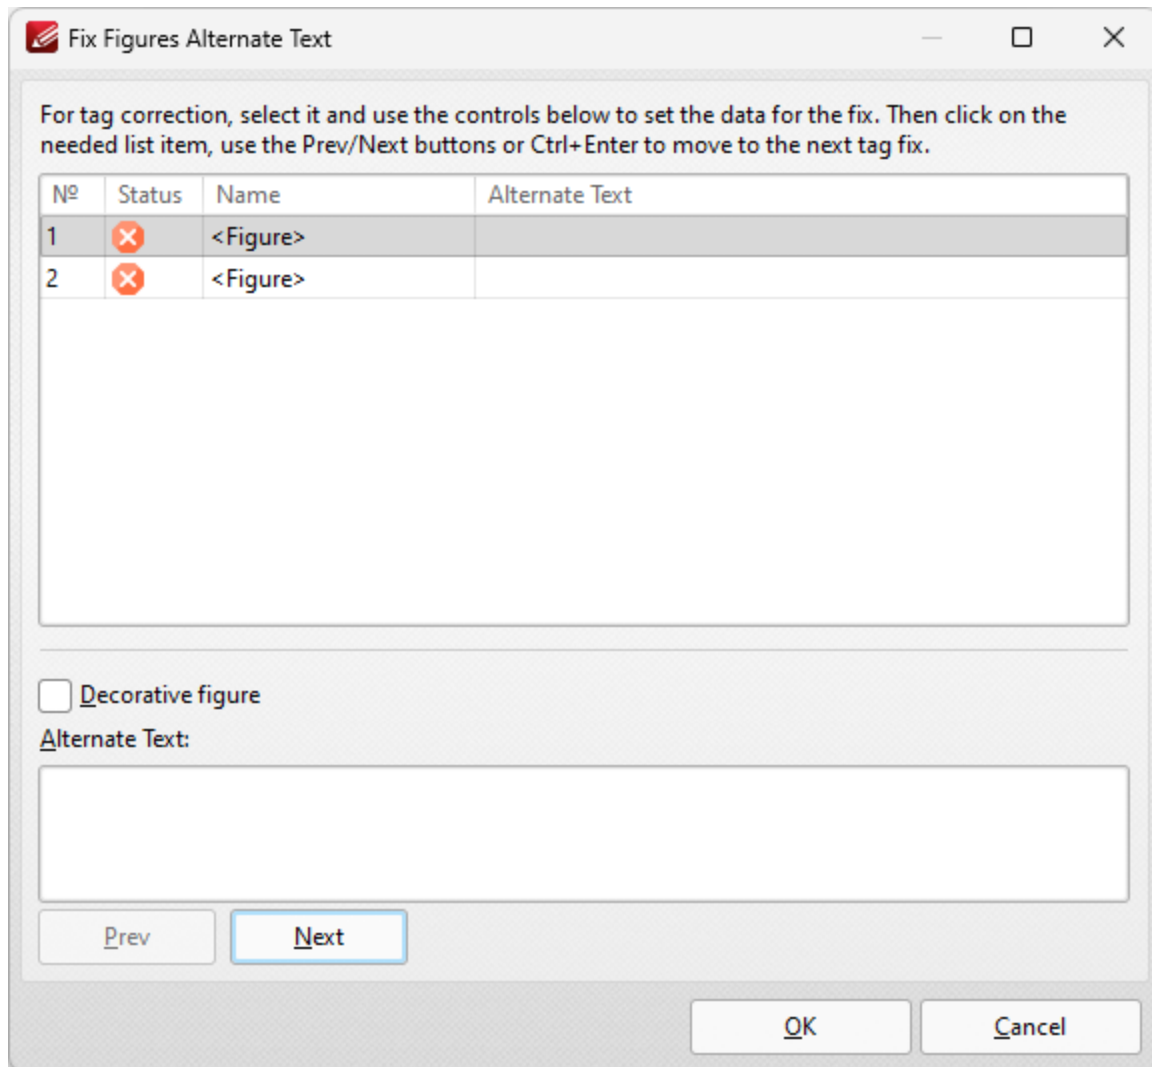 Fix Figures Alternate Text
For tag correction, select it and use the controls below to set the data for the fix. Then click on the
needed list item, use the Prev/Next buttons or Ctrl+Enter to move to the next tag fix.
Nº Status Name Alternate Text
1 <Figure>
2 <Figure>
Decorative figure
Alternate Text:
Prev Next
OK Cancel